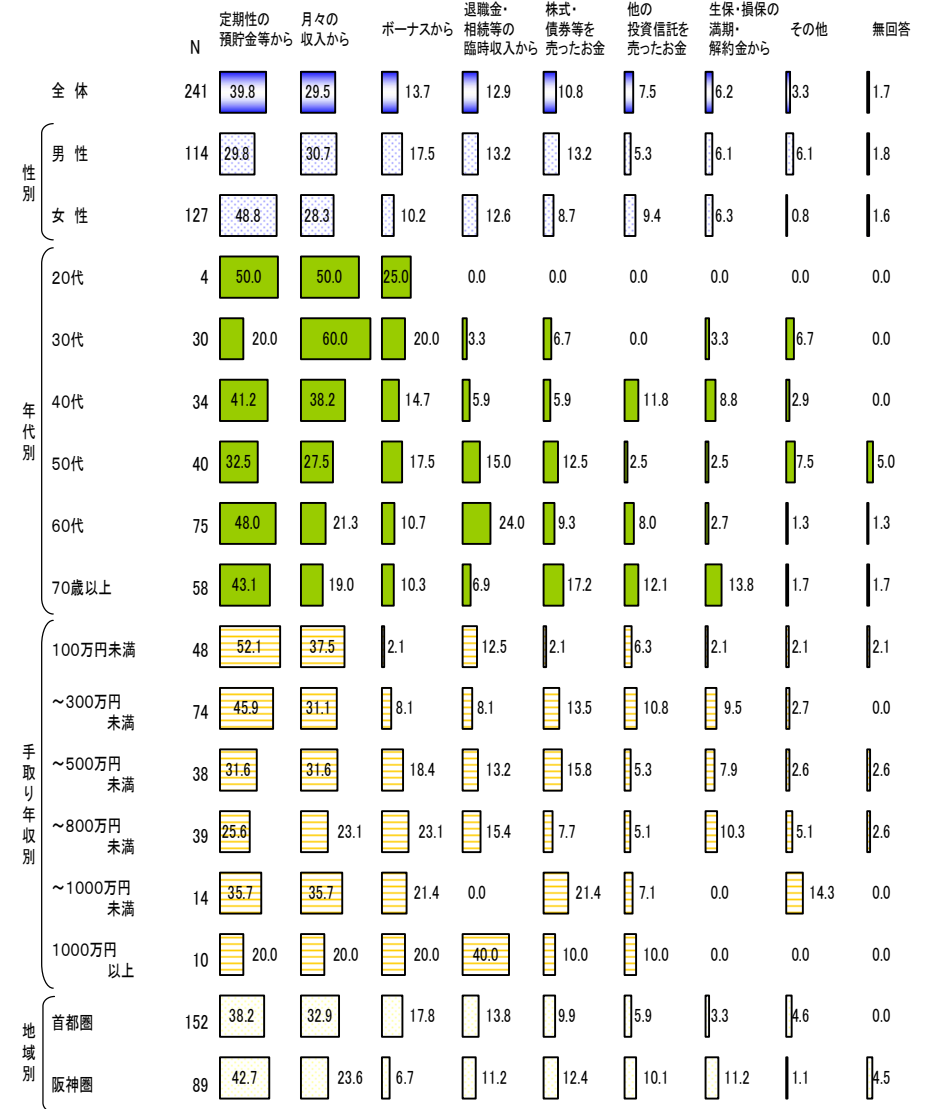 N 定期性の預貯金等から 月々の収入から ボーナスから 退職金・相続等の臨時収入から 株式・債券等を売ったお金 他の投資信託を売ったお金 生保・損保の満期・解約金から その他 無回答
全 体 241 39.8 29.5 13.7 12.9 10.8 7.5 6.2 3.3 1.7
性別
男 性 114 29.8 30.7 17.5 13.2 13.2 5.3 6.1 6.1 1.8
女 性 127 48.8 28.3 10.2 12.6 8.7 9.4 6.3 0.8 1.6
年代別
20代 4 50.0 50.0 25.0 0.0 0.0 0.0 0.0 0.0 0.0
30代 30 20.0 60.0 20.0 3.3 6.7 0.0 3.3 6.7 0.0
40代 34 41.2 38.2 14.7 5.9 5.9 11.8 8.8 2.9 0.0
50代 40 32.5 27.5 17.5 15.0 12.5 2.5 2.5 7.5 5.0
60代 75 48.0 21.3 10.7 24.0 9.3 8.0 2.7 1.3 1.3
70歳以上 58 43.1 19.0 10.3 6.9 17.2 12.1 13.8 1.7 1.7
手取り年収別
100万円未満 48 52.1 37.5 2.1 12.5 2.1 6.3 2.1 2.1 2.1
～300万円未満 74 45.9 31.1 8.1 8.1 13.5 10.8 9.5 2.7 0.0
～500万円未満 38 31.6 31.6 18.4 13.2 15.8 5.3 7.9 2.6 2.6
～800万円未満 39 25.6 23.1 23.1 15.4 7.7 5.1 10.3 5.1 2.6
～1000万円未満 14 35.7 35.7 21.4 0.0 21.4 7.1 0.0 14.3 0.0
1000万円以上 10 20.0 20.0 20.0 40.0 10.0 10.0 0.0 0.0 0.0
地域別
首都圏 152 38.2 32.9 17.8 13.8 9.9 5.9 3.3 4.6 0.0
阪神圏 89 42.7 23.6 6.7 11.2 12.4 10.1 11.2 1.1 4.5